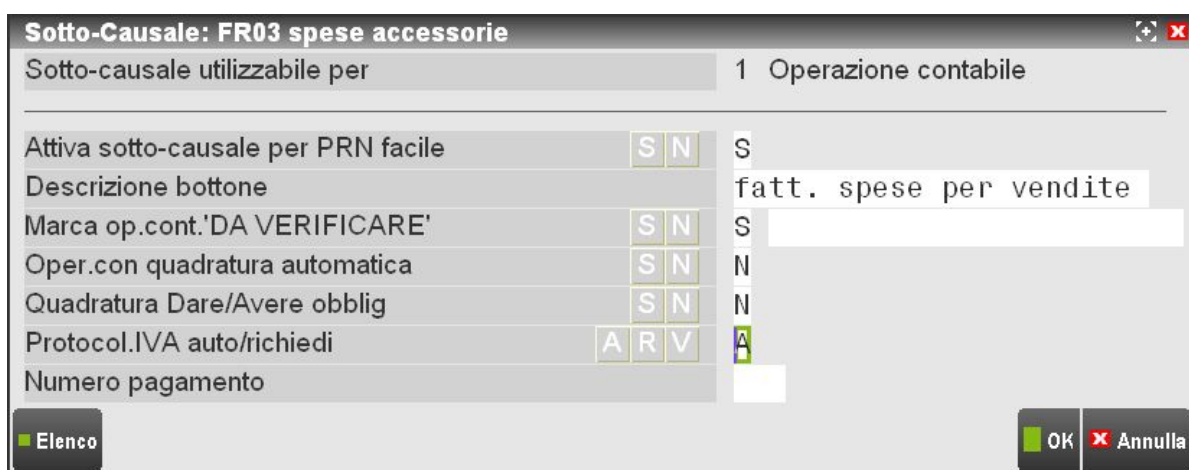 Sotto-Causale: FR03 spese accessorie
Sotto-causale utilizzabile per 1 Operazione contabile
Attiva sotto-causale per PRN facile S N S
Descrizione bottone fatt. spese per vendite
Marca op.cont.'DA VERIFICARE' S N S
Oper.con quadratura automatica S N N
Quadratura Dare/Avere obblig S N N
Protocol.IVA auto/richiedi A R V A
Numero pagamento
Elenco OK Annulla